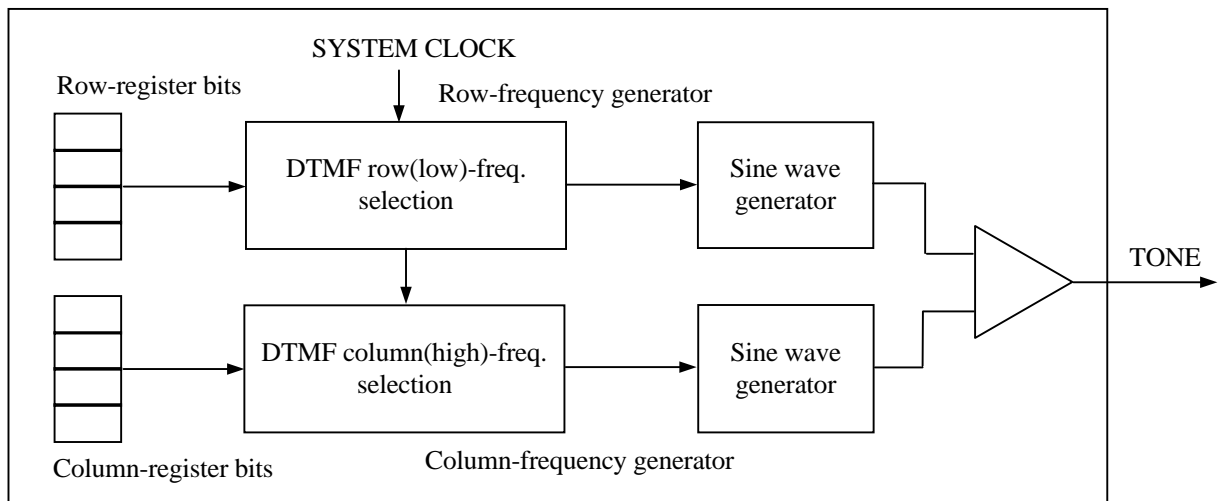 SYSTEM CLOCK
Row-register bits
Row-frequency generator
DTMF row(low)-freq.
selection
Sine wave
generator
TONE
DTMF column(high)-freq.
selection
Sine wave
generator
Column-register bits
Column-frequency generator